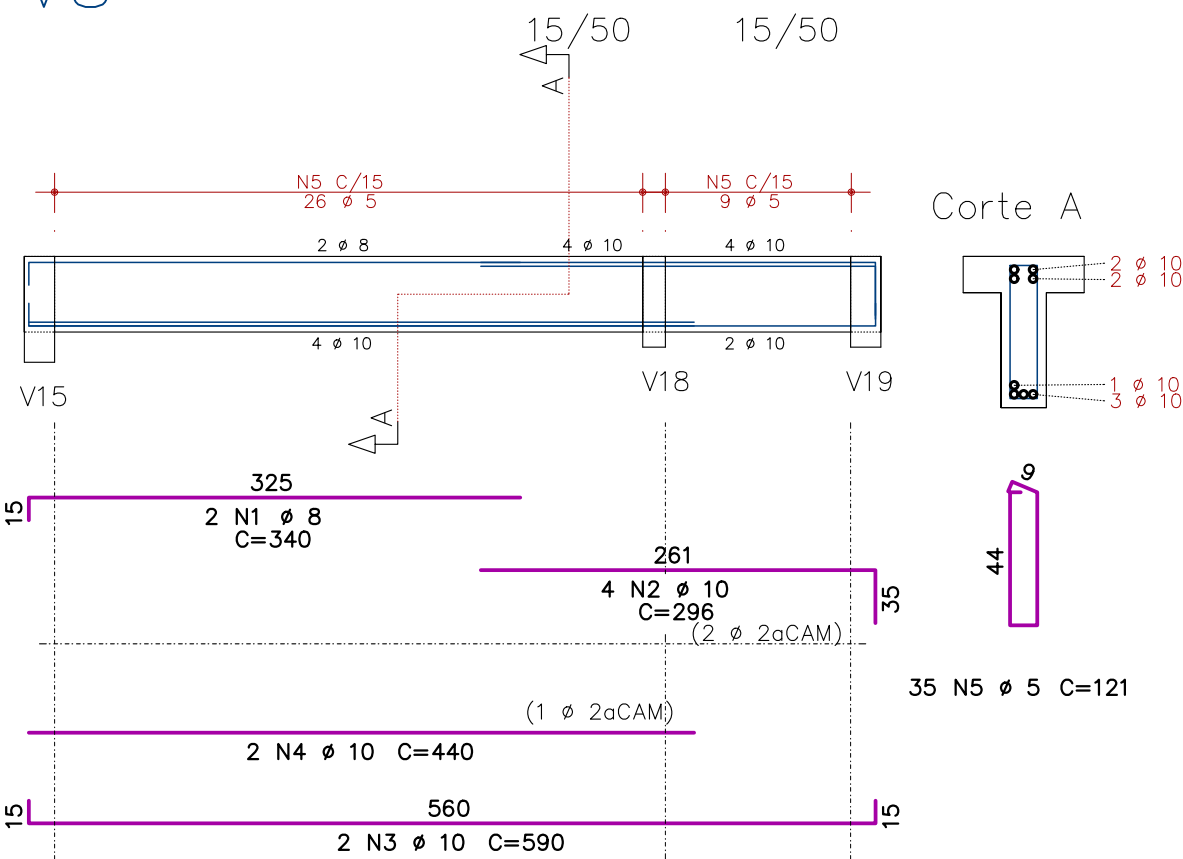 15/50 15/50
A
N5 C/15 N5 C/15
26 ø 5 9 ø 5
Corte A
2 ø 8 4 ø 10 4 ø 10
2 ø 10
2 ø 10
4 ø 10 2 ø 10
V15 V18 V19
1 ø 10
3 ø 10
A
325
15
2 N1 ø 8
C=340
261
4 N2 ø 10
C=296
35
(2 ø 2aCAM)
9
44
35 N5 ø 5 C=121
(1 ø 2aCAM)
2 N4 ø 10 C=440
15 560 15
2 N3 ø 10 C=590